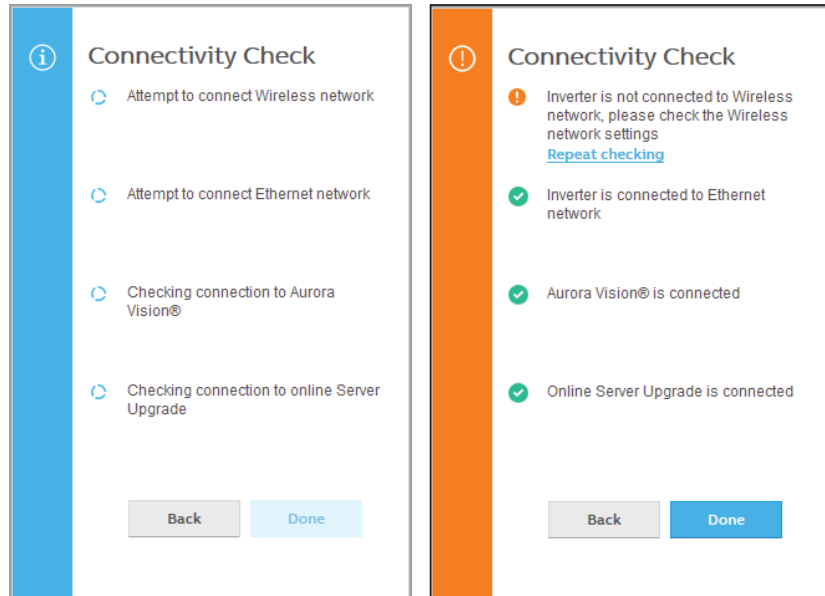 Connectivity Check
Attempt to connect Wireless network
Attempt to connect Ethernet network
Checking connection to Aurora
Vision®
Checking connection to online Server
Upgrade
Back
Done
Connectivity Check
Inverter is not connected to Wireless
network, please check the Wireless
network settings
Repeat checking
Inverter is connected to Ethernet
network
Aurora Vision® is connected
Online Server Upgrade is connected
Back
Done